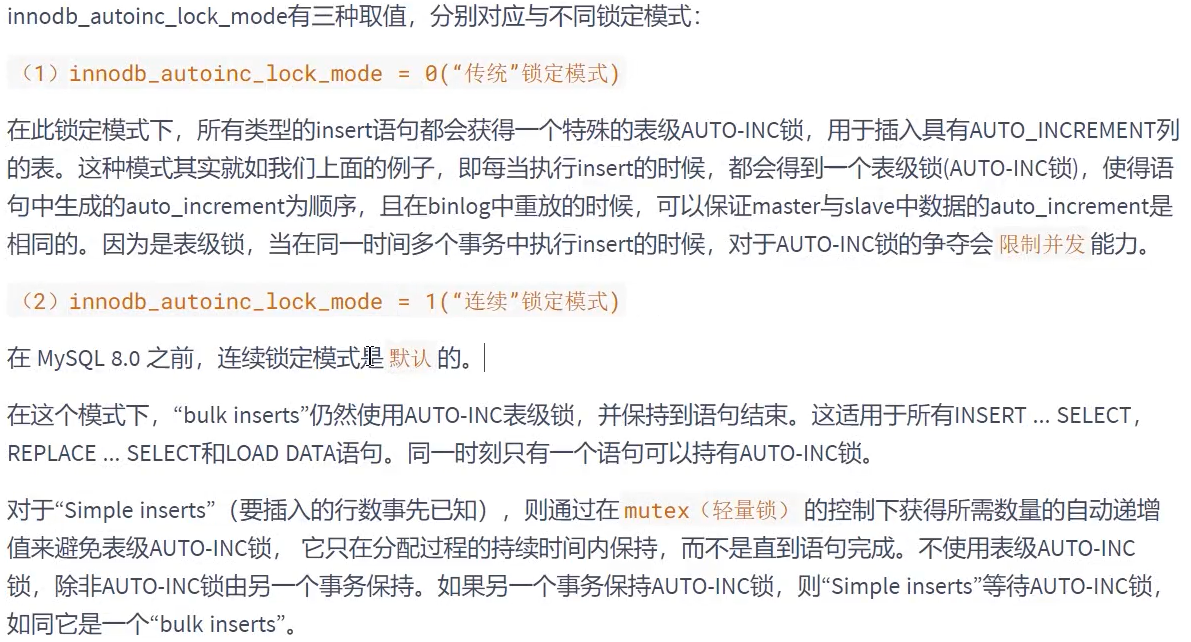 innodb_autoinc_lock_mode有三种取值，分别对应与不同锁定模式：
（1）innodb_autoinc_lock_mode = 0(“传统”锁定模式)
在此锁定模式下，所有类型的insert语句都会获得一个特殊的表级AUTO-INC锁，用于插入具有AUTO_INCREMENT列
的表。这种模式其实就如我们上面的例子，即每当执行insert的时候，都会得到一个表级锁(AUTO-INC锁)，使得语
句中生成的auto_increment为顺序，且在binlog中重放的时候，可以保证master与slave中数据的auto_increment是
相同的。因为是表级锁，当在同一时间多个事务中执行insert的时候，对于AUTO-INC锁的争夺会 限制并发 能力。
（2）innodb_autoinc_lock_mode = 1(“连续”锁定模式)
在 MySQL 8.0 之前，连续锁定模式是 默认 的。
在这个模式下，“bulk inserts”仍然使用AUTO-INC表级锁，并保持到语句结束。这适用于所有INSERT ... SELECT，
REPLACE ... SELECT和LOAD DATA语句。同一时刻只有一个语句可以持有AUTO-INC锁。
对于“Simple inserts”（要插入的行数事先已知），则通过在 mutex（轻量锁） 的控制下获得所需数量的自动递增
值来避免表级AUTO-INC锁， 它只在分配过程的持续时间内保持，而不是直到语句完成。不使用表级AUTO-INC
锁，除非AUTO-INC锁由另一个事务保持。如果另一个事务保持AUTO-INC锁，则“Simple inserts”等待AUTO-INC锁，
如同它是一个“bulk inserts”。